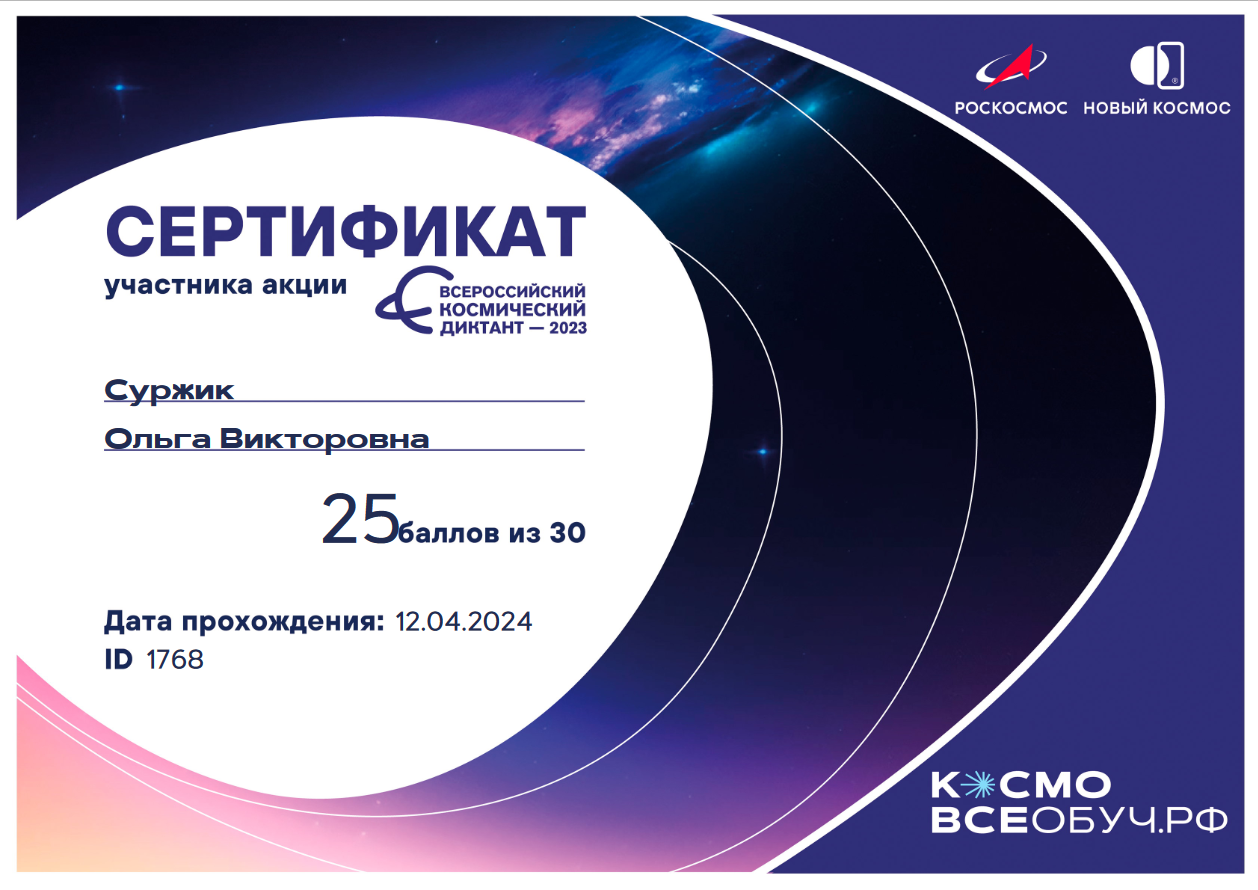 РОСКОСМОС
НОВЫЙ КОСМОС
СЕРТИФИКАТ
участника акции
ВСЕРОССИЙСКИЙ
КОСМИЧЕСКИЙ
ДИКТАНТ — 2023
Суржик
Ольга Викторовна
25 баллов из 30
Дата прохождения: 12.04.2024
ID 1768
КОСМО
ВСЕОБУЧ.РФ